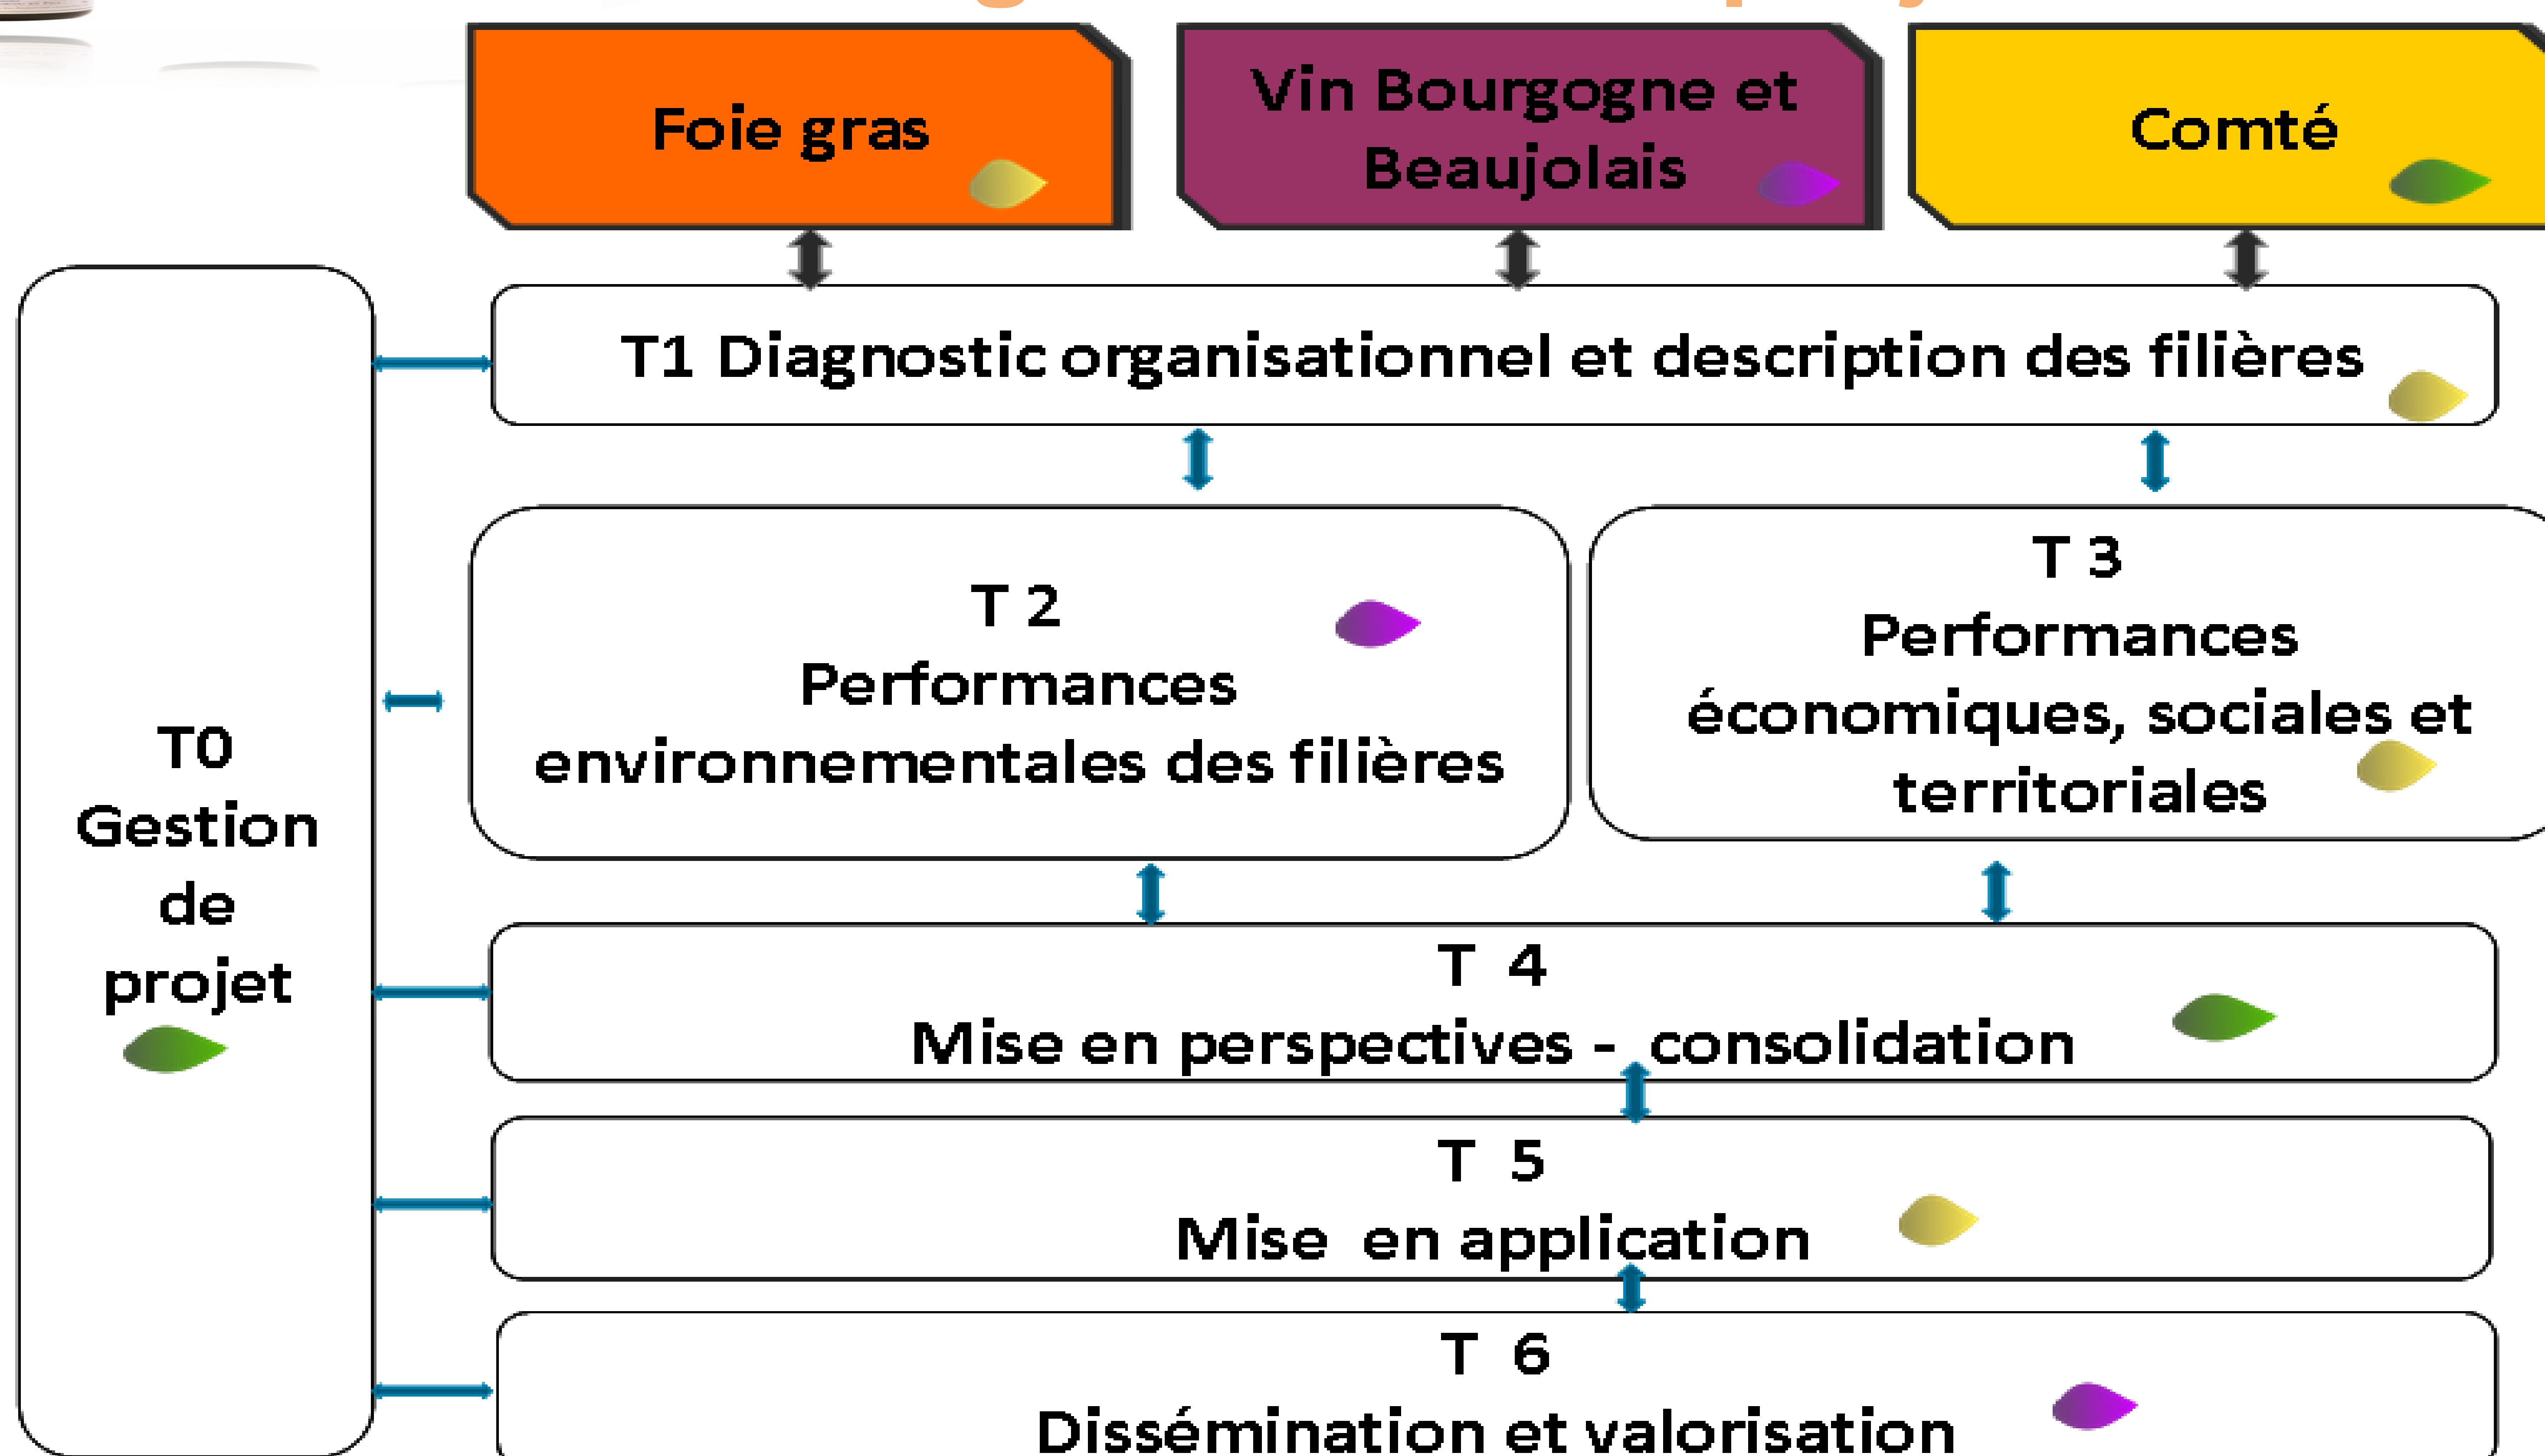 Foie gras
Vin Bourgogne et
Beaujolais
Comté
T1 Diagnostic organisationnel et description des filières
T 2
Performances
environnementales des filières
T 3
Performances
économiques, sociales et
territoriales
T0
Gestion
de
projet
T 4
Mise en perspectives - consolidation
T 5
Mise en application
T 6
Dissémination et valorisation